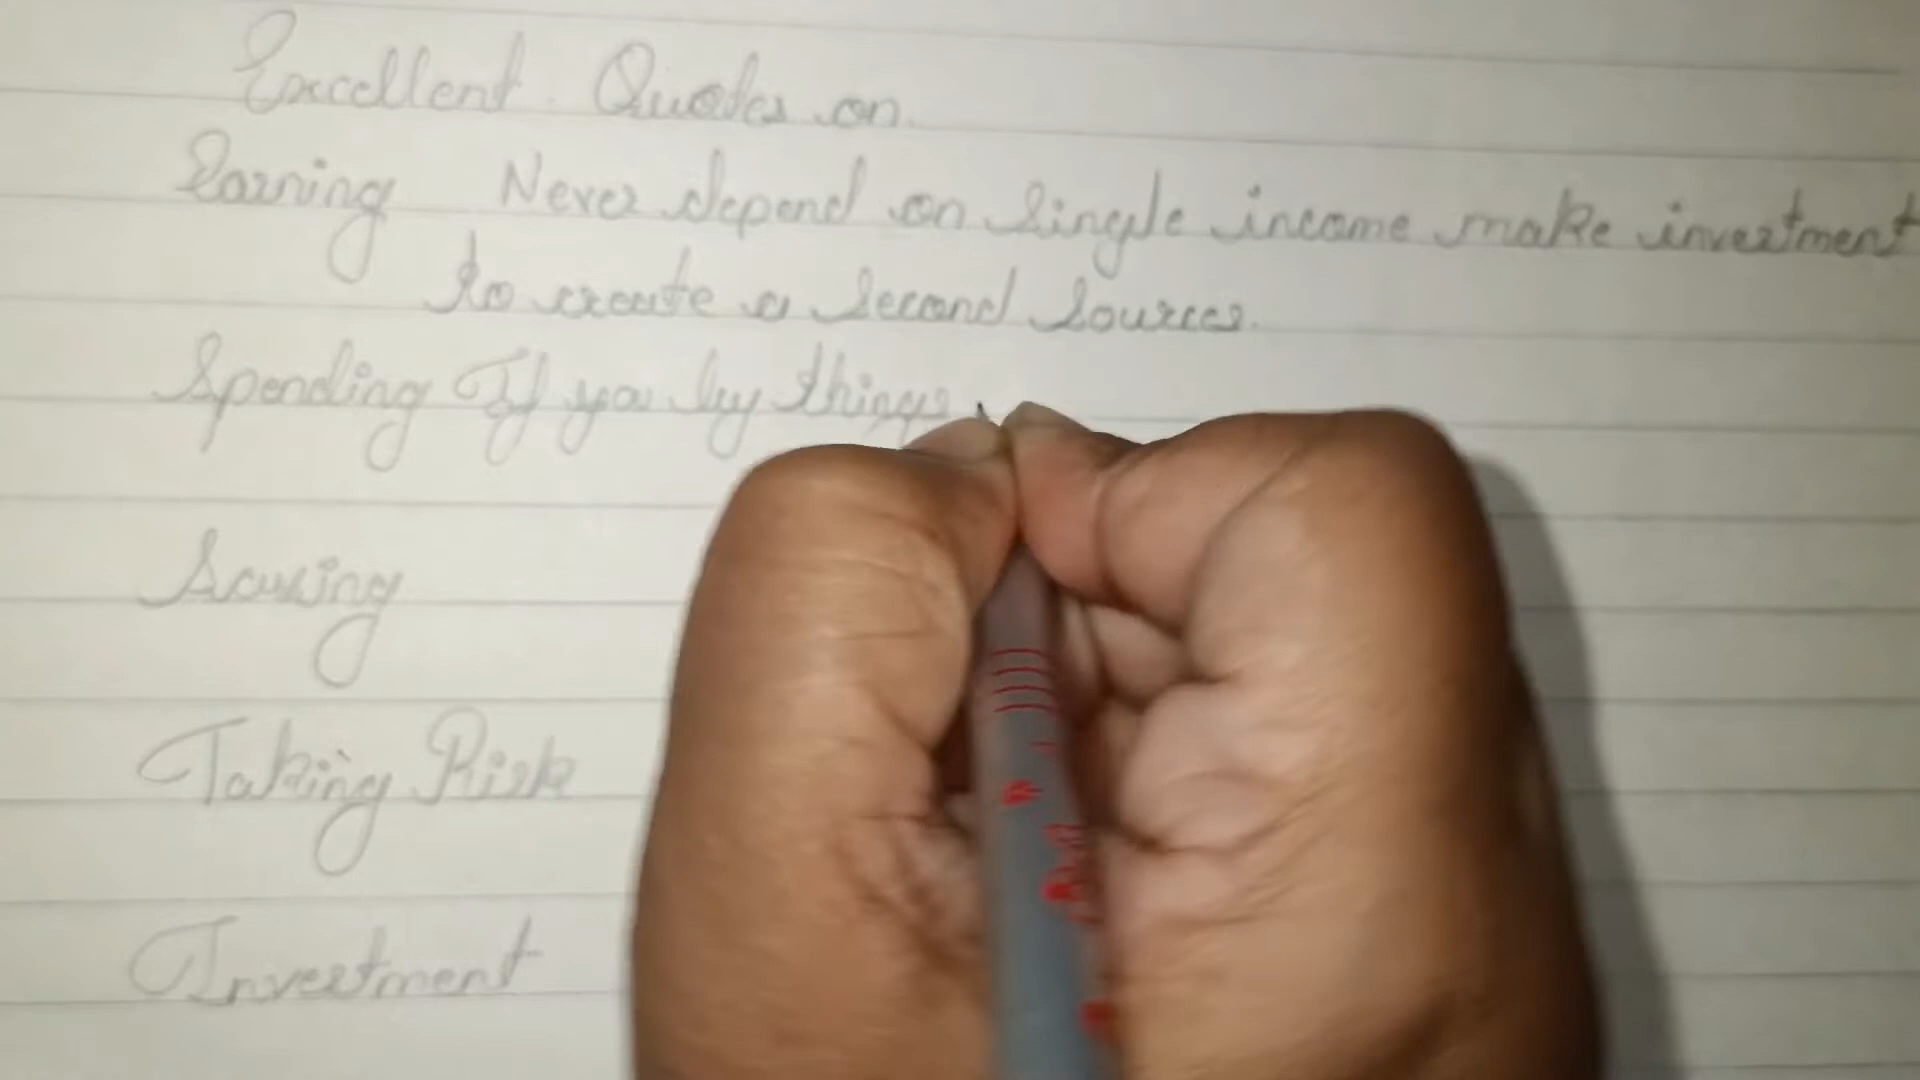 Excellent Quotes on
Earning Never depend on single income make investment
to create a second sources.
Spending If you by things
Saving
Taking Risk
Investment